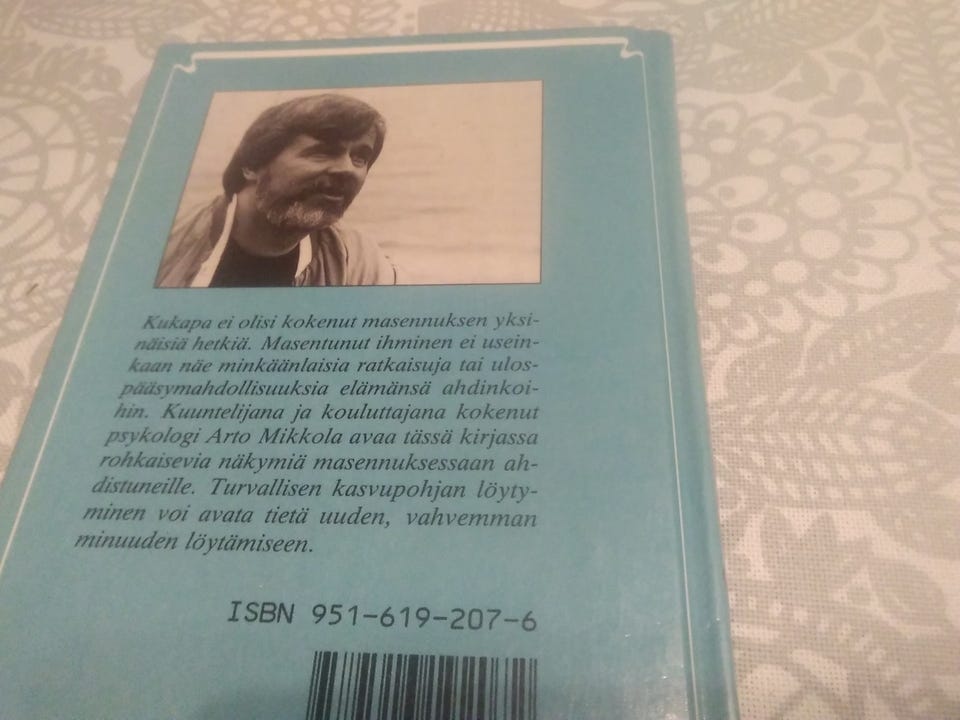 Kukapa ei olisi kokenut masennuksen yksi-
näisiä hetkiä. Masentunut ihminen ei usein-
kaan näe minkäänlaisia ratkaisuja tai ulos-
pääsymahdollisuuksia elämänsä ahdinkoi-
hin. Kuuntelijana ja kouluttajana kokenut
psykologi Arto Mikkola avaa tässä kirjassa
rohkaisevia näkymiä masennuksessaan ah-
distuneille. Turvallisen kasvupohjan löyty-
minen voi avata tietä uuden, vahvemman
minuuden löytämiseen.
ISBN 951-619-207-6